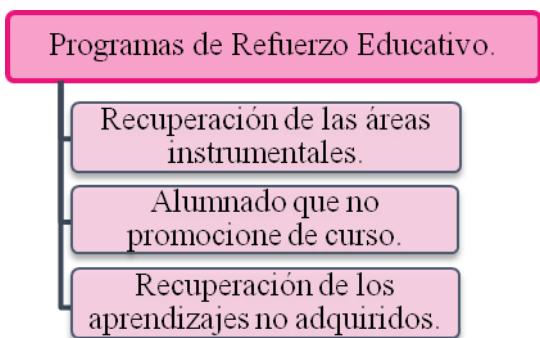 Programas de Refuerzo Educativo.
Recuperación de las áreas
instrumentales.
Alumnado que no
promocione de curso.
Recuperación de los
aprendizajes no adquiridos.